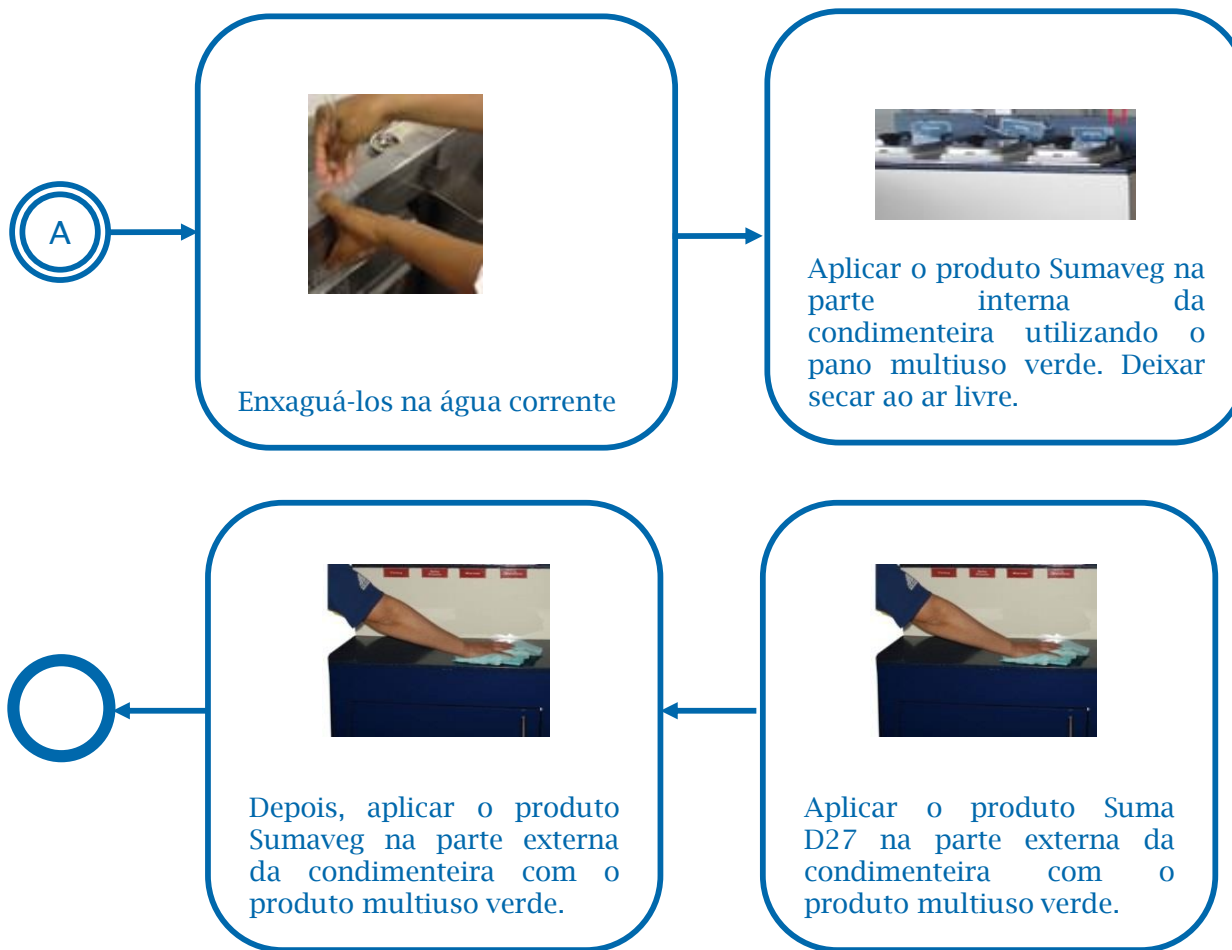 A
Enxaguá-los na água corrente
Aplicar o produto Sumaveg na
parte interna da
condimenteira utilizando o
pano multiuso verde. Deixar
secar ao ar livre.
Depois, aplicar o produto
Sumaveg na parte externa
da condimenteira com o
produto multiuso verde.
Aplicar o produto Suma
D27 na parte externa da
condimenteira com o
produto multiuso verde.